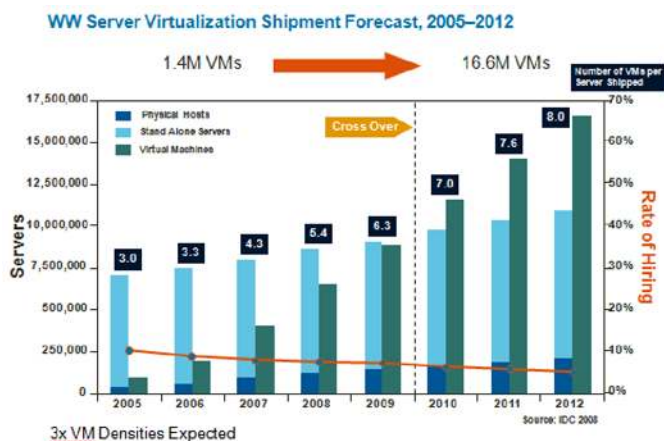 WW Server Virtualization Shipment Forecast, 2005–2012
1.4M VMs
16.6M VMs
Number of VMs per
Server Shipped
17,500,000
15,000,000
12,500,000
10,000,000
7,500,000
500,000
250,000
0
Servers
Physical Hosts
Stand Alone Servers
Virtual Machines
Cross Over
3.0
3.3
4.3
5.4
6.3
7.0
7.6
8.0
70%
60%
50%
40%
30%
20%
10%
0%
Rate of Hiring
2005
2006
2007
2008
2009
2010
2011
2012
Source: IDC 2008
3x VM Densities Expected